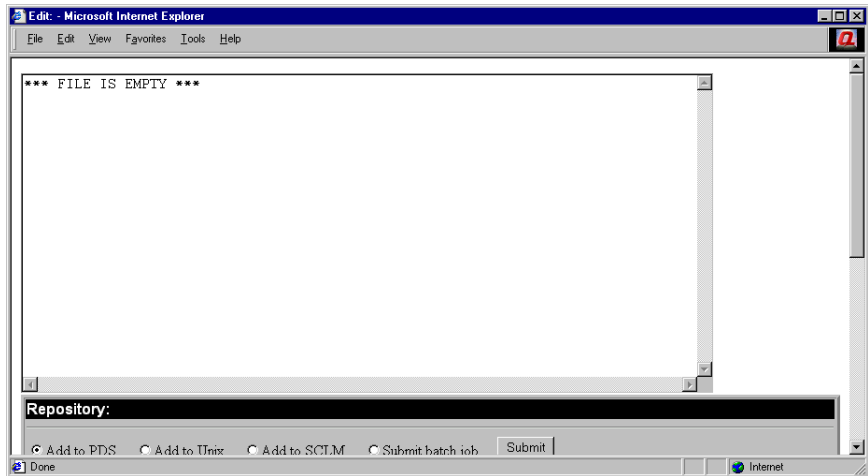 Edit: - Microsoft Internet Explorer
File Edit View Favorites Tools Help
*** FILE IS EMPTY ***
Repository:
Add to PDS Add to Unix Add to SCLM Submit batch job Submit
Done Internet